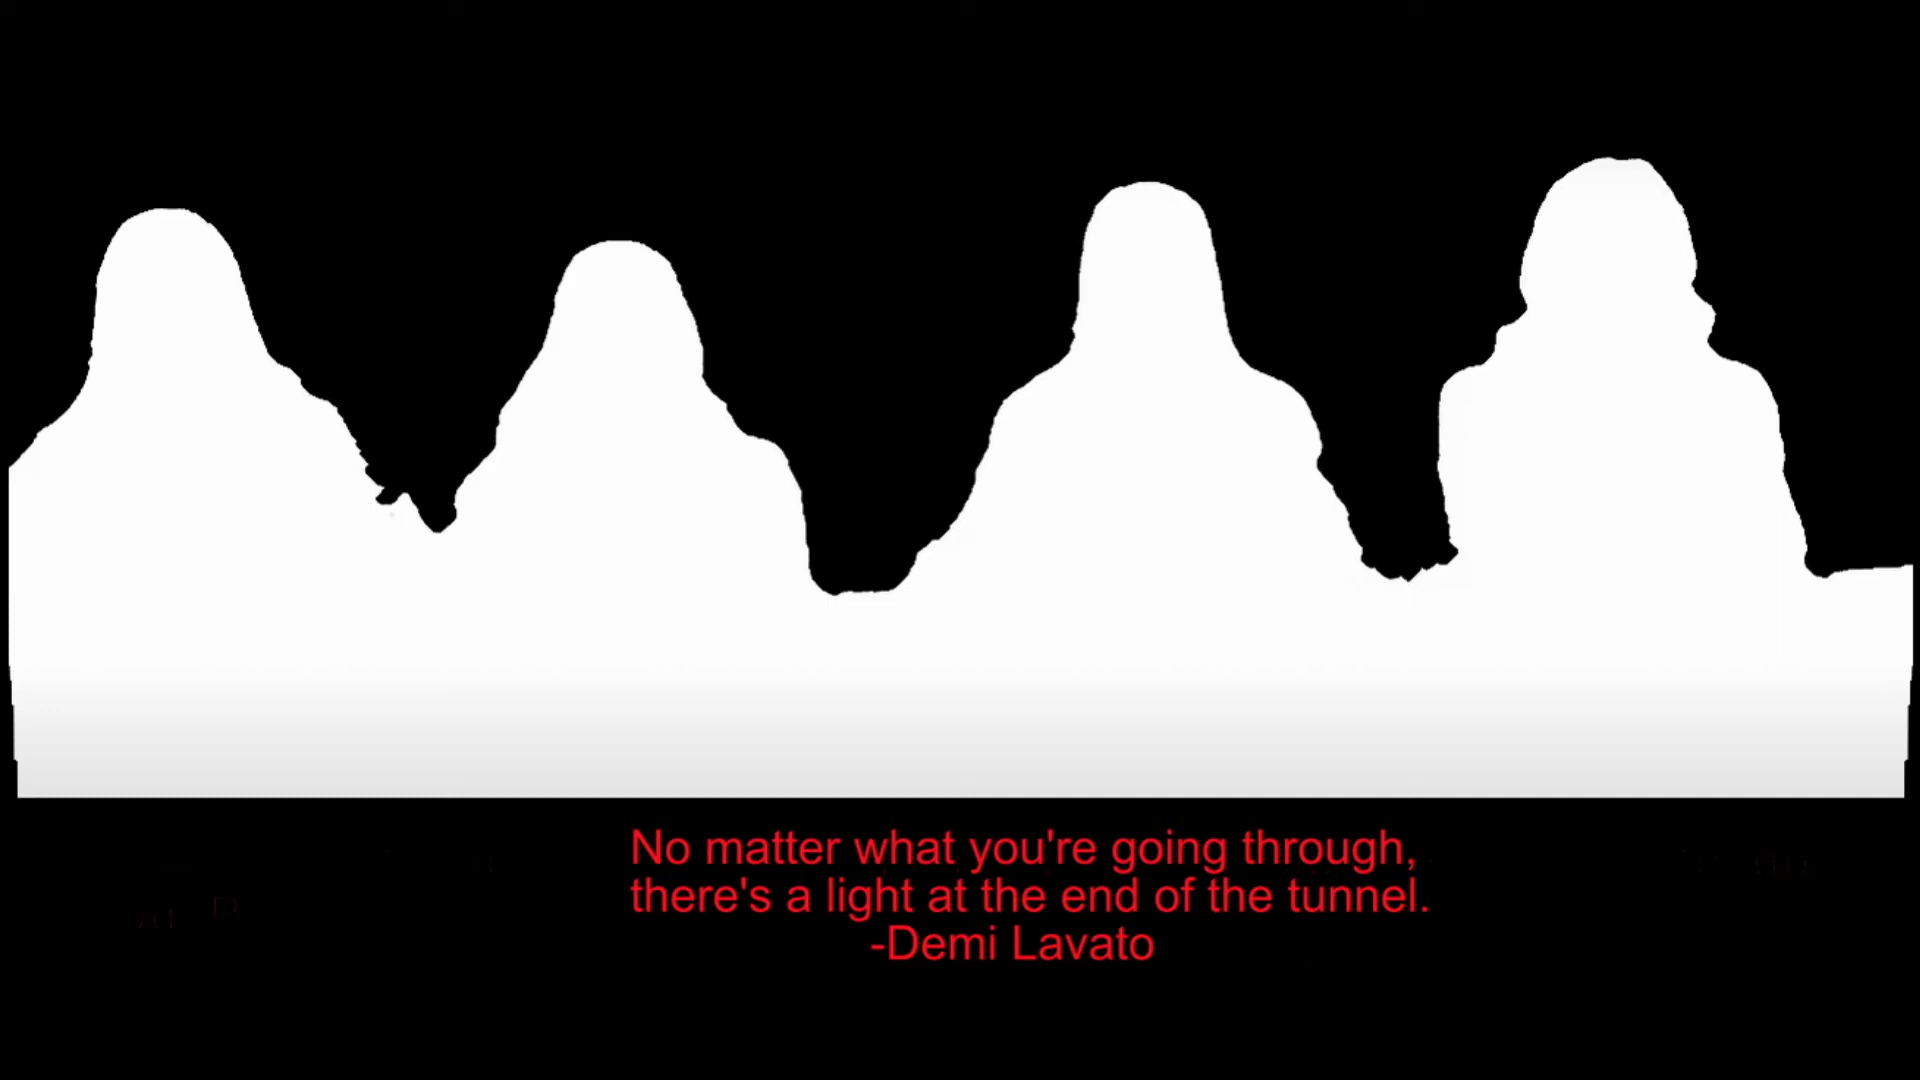 No matter what you're going through,
there's a light at the end of the tunnel.
-Demi Lavato